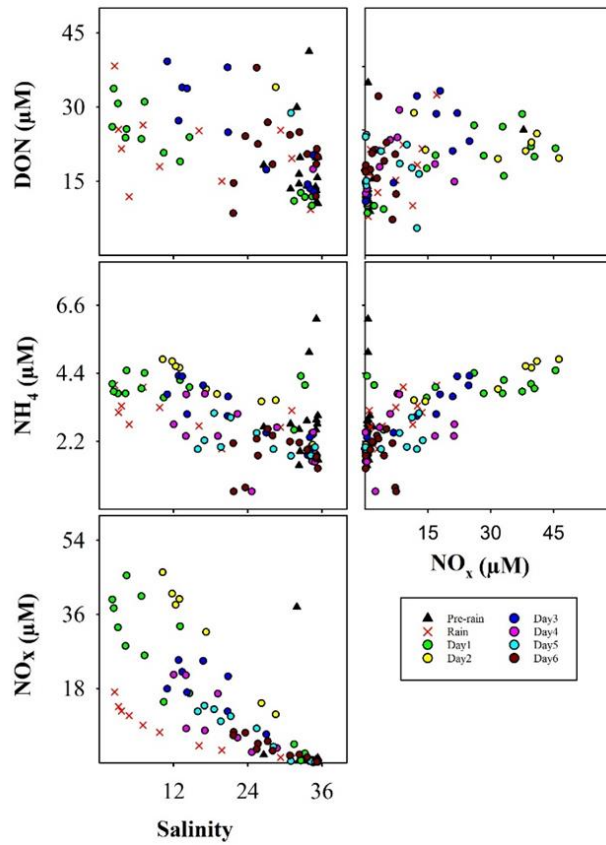 DON (µM)
45
30
15
NH4 (µM)
6.6
4.4
2.2
15 30 45
NOx (µM)
NOx (µM)
54
36
18
12 24 36
Salinity
Pre-rain Day3
Rain Day4
Day1 Day5
Day2 Day6